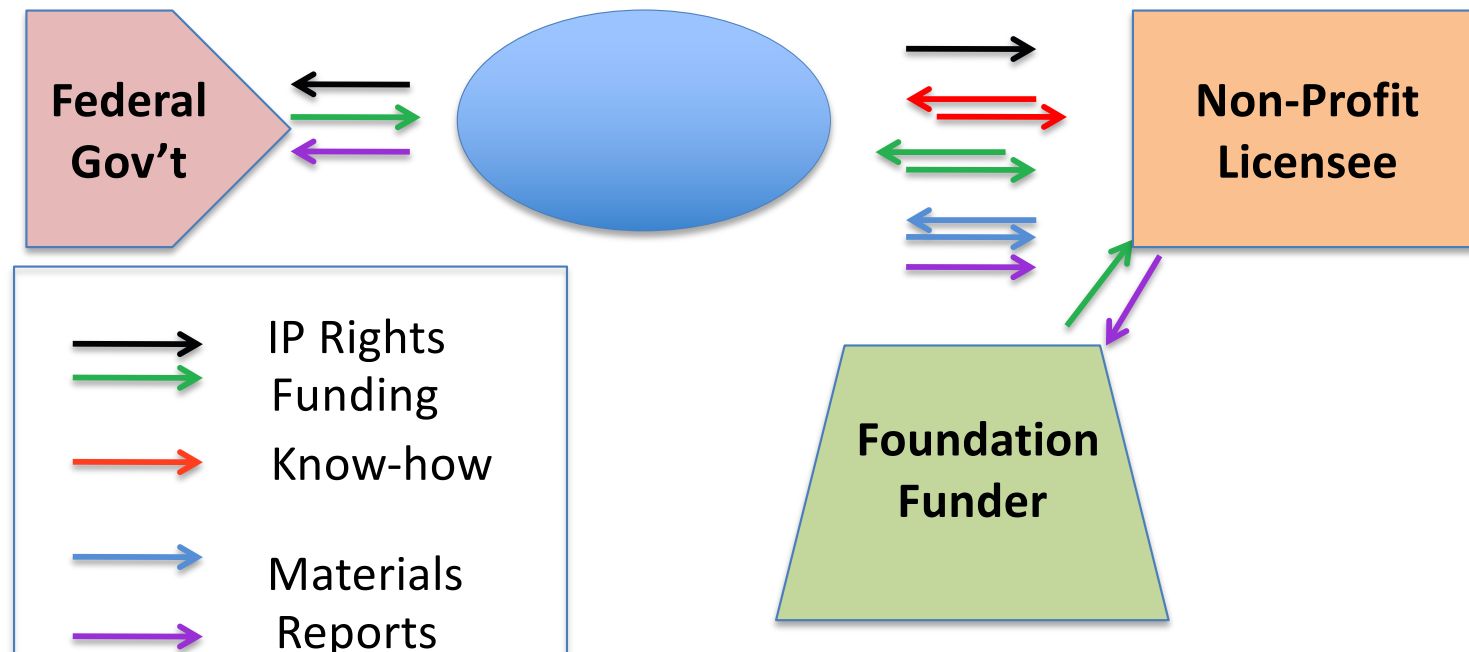 Federal
Gov’t
Non-Profit
Licensee
IP Rights
Funding
Know-how
Materials
Reports
Foundation
Funder